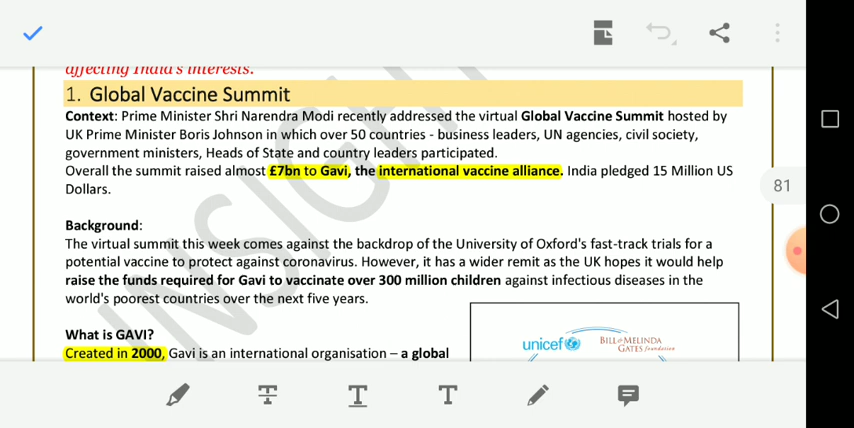 affecting India's interests.
1. Global Vaccine Summit
Context: Prime Minister Shri Narendra Modi recently addressed the virtual Global Vaccine Summit hosted by
UK Prime Minister Boris Johnson in which over 50 countries - business leaders, UN agencies, civil society,
government ministers, Heads of State and country leaders participated.
Overall the summit raised almost £7bn to Gavi, the international vaccine alliance. India pledged 15 Million US
Dollars.
81
Background:
The virtual summit this week comes against the backdrop of the University of Oxford's fast-track trials for a
potential vaccine to protect against coronavirus. However, it has a wider remit as the UK hopes it would help
raise the funds required for Gavi to vaccinate over 300 million children against infectious diseases in the
world's poorest countries over the next five years.
What is GAVI?
Created in 2000, Gavi is an international organisation – a global
unicef
BILL & MELINDA
GATES foundation
INSIGHT
T
T
T